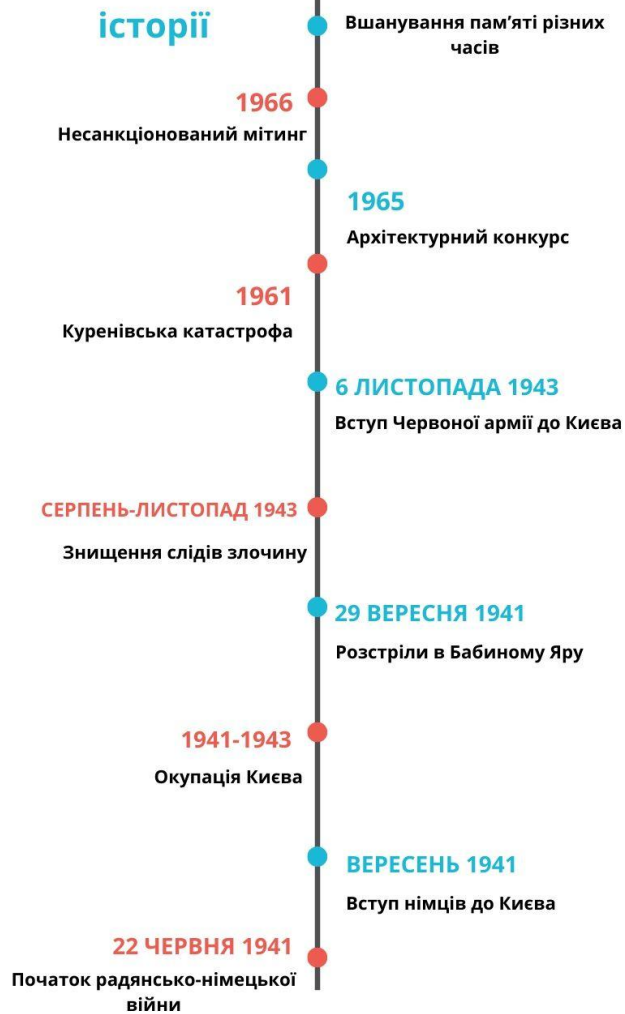 історії
Вшанування пам’яті різних
часів
1966
Несанкціонований мітинг
1965
Архітектурний конкурс
1961
Куренівська катастрофа
6 ЛИСТОПАДА 1943
Вступ Червоної армії до Києва
СЕРПЕНЬ-ЛИСТОПАД 1943
Знищення слідів злочину
29 ВЕРЕСНЯ 1941
Розстріли в Бабиному Яру
1941-1943
Окупація Києва
ВЕРЕСЕНЬ 1941
Вступ німців до Києва
22 ЧЕРВНЯ 1941
Початок радянсько-німецької
війни